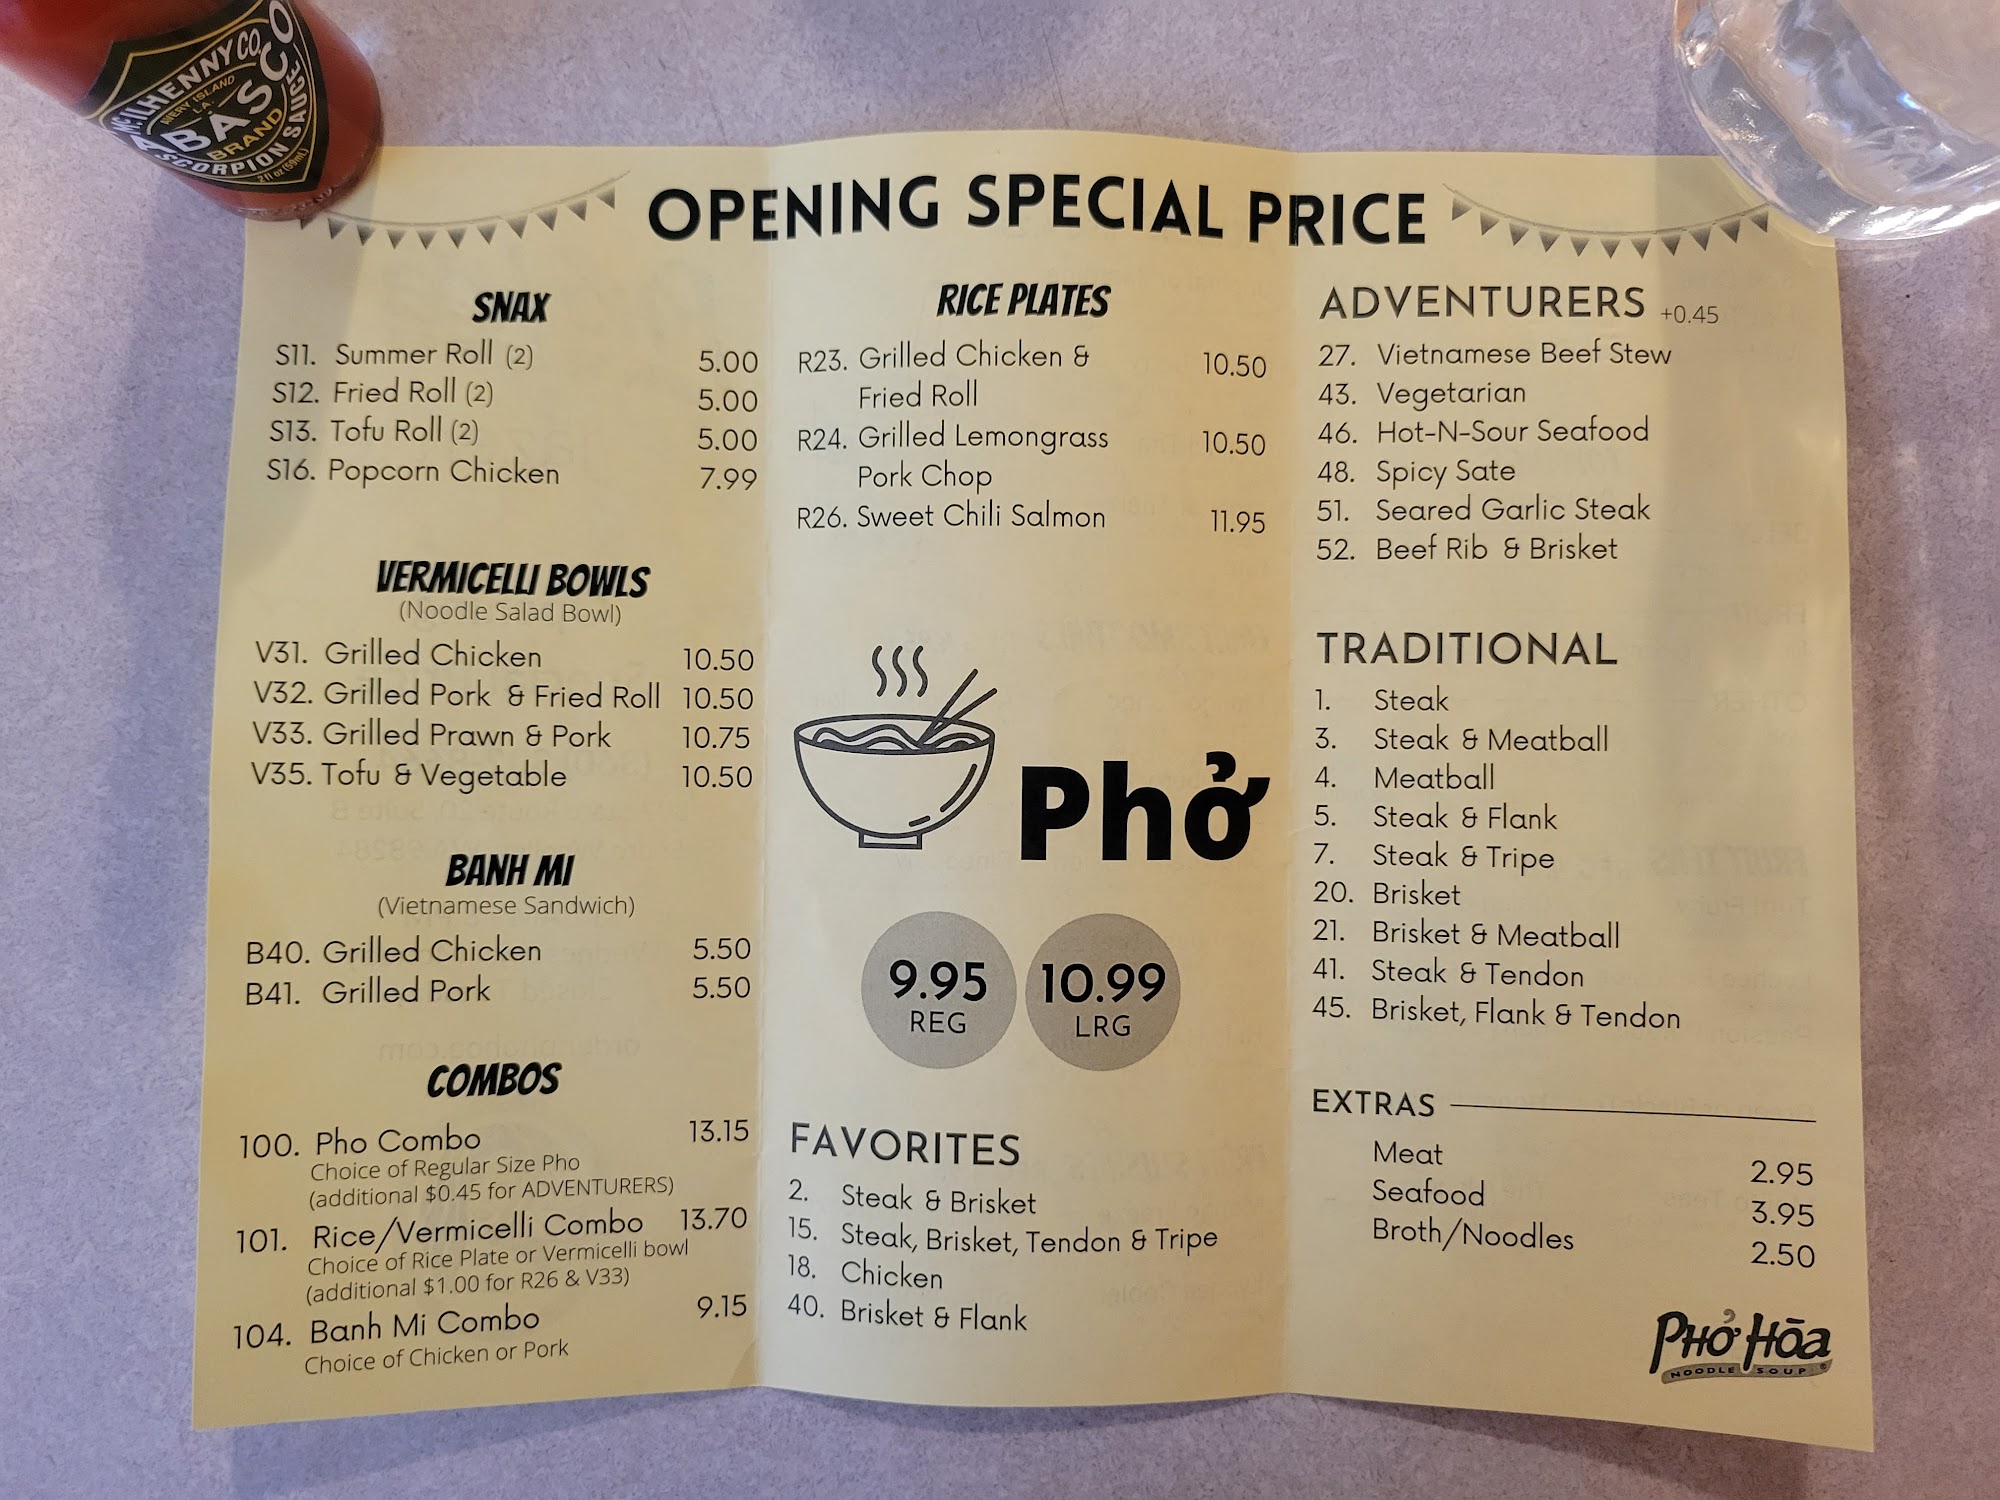 McILHENNY CO.
AVERY ISLAND
LA.
BASCO
BRAND
SCORPION SAUCE
2 fl oz (59mL)
OPENING SPECIAL PRICE
SNAX
S11. Summer Roll (2) 5.00
S12. Fried Roll (2) 5.00
S13. Tofu Roll (2) 5.00
S16. Popcorn Chicken 7.99
VERMICELLI BOWLS
(Noodle Salad Bowl)
V31. Grilled Chicken 10.50
V32. Grilled Pork & Fried Roll 10.50
V33. Grilled Prawn & Pork 10.75
V35. Tofu & Vegetable 10.50
BANH MI
(Vietnamese Sandwich)
B40. Grilled Chicken 5.50
B41. Grilled Pork 5.50
COMBOS
100. Pho Combo 13.15
Choice of Regular Size Pho
(additional $0.45 for ADVENTURERS)
101. Rice/Vermicelli Combo 13.70
Choice of Rice Plate or Vermicelli bowl
(additional $1.00 for R26 & V33)
104. Banh Mi Combo 9.15
Choice of Chicken or Pork
RICE PLATES
R23. Grilled Chicken & 10.50
Fried Roll
R24. Grilled Lemongrass 10.50
Pork Chop
R26. Sweet Chili Salmon 11.95
Phở
9.95 10.99
REG LRG
FAVORITES
2. Steak & Brisket
15. Steak, Brisket, Tendon & Tripe
18. Chicken
40. Brisket & Flank
ADVENTURERS +0.45
27. Vietnamese Beef Stew
43. Vegetarian
46. Hot-N-Sour Seafood
48. Spicy Sate
51. Seared Garlic Steak
52. Beef Rib & Brisket
TRADITIONAL
1. Steak
3. Steak & Meatball
4. Meatball
5. Steak & Flank
7. Steak & Tripe
20. Brisket
21. Brisket & Meatball
41. Steak & Tendon
45. Brisket, Flank & Tendon
EXTRAS
Meat 2.95
Seafood 3.95
Broth/Noodles 2.50
PHỞ HÒA
NOODLE SOUP ®